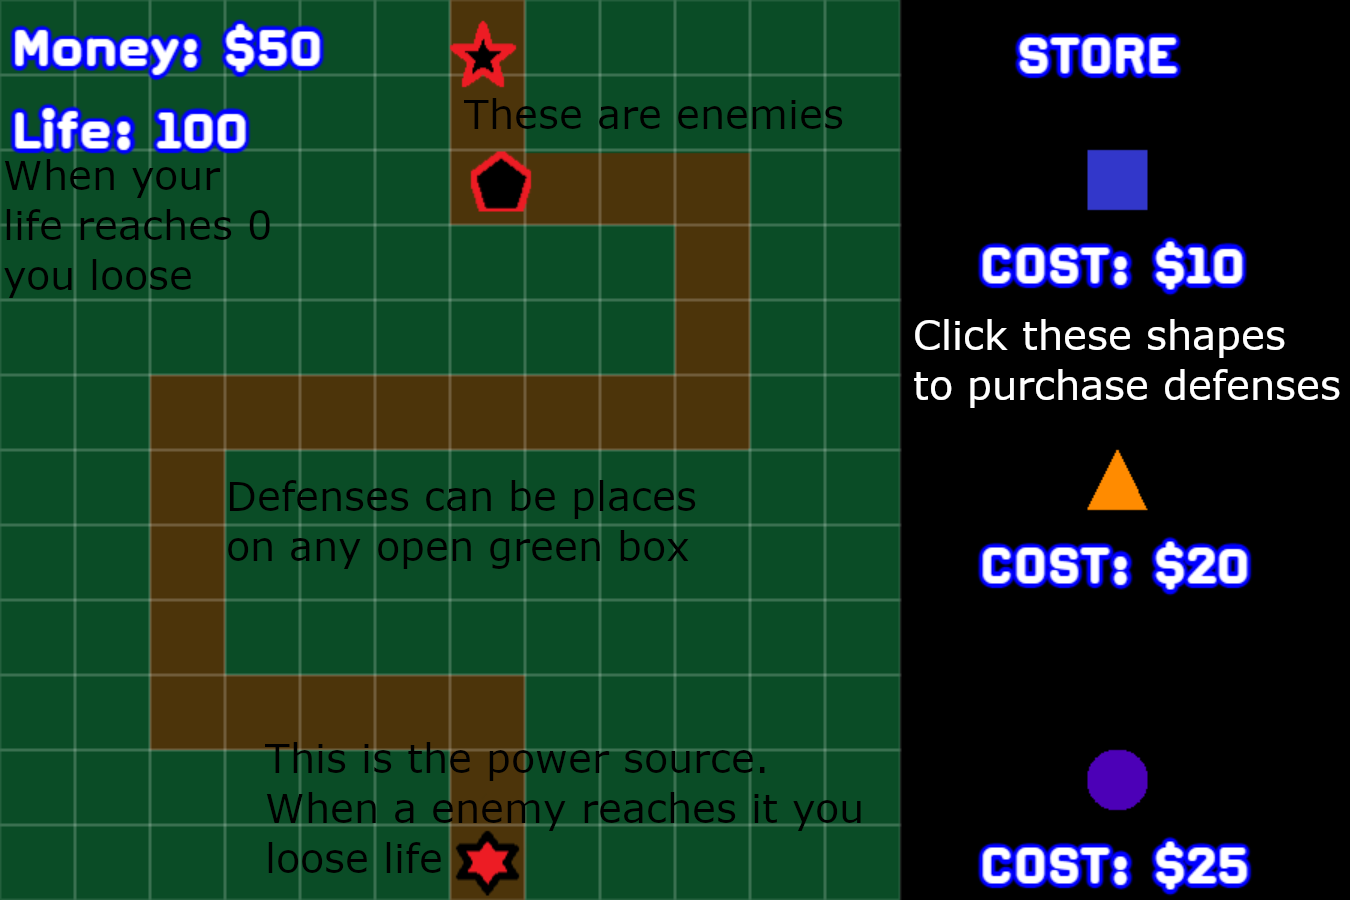 Money: $50
Life: 100
When your
life reaches 0
you loose
These are enemies
Defenses can be places
on any open green box
This is the power source.
When a enemy reaches it you
loose life
STORE
COST: $10
Click these shapes
to purchase defenses
COST: $20
COST: $25